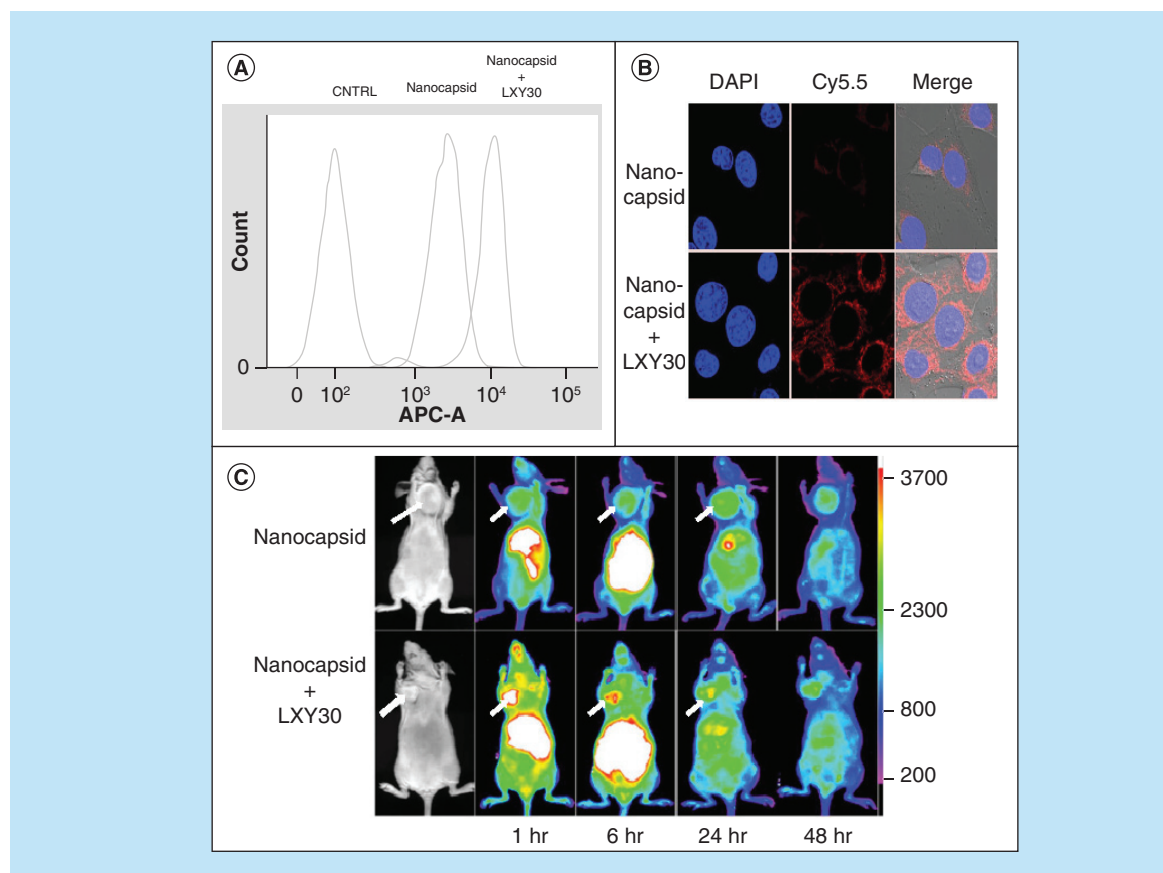 A
CNTRL
Nanocapsid
Nanocapsid
+
LXY30
Count
0
0 10² 10³ 10⁴ 10⁵
APC-A
B
DAPI Cy5.5 Merge
Nano-
capsid
Nano-
capsid
+
LXY30
C
Nanocapsid
Nanocapsid
+
LXY30
3700
2300
800
200
1 hr 6 hr 24 hr 48 hr